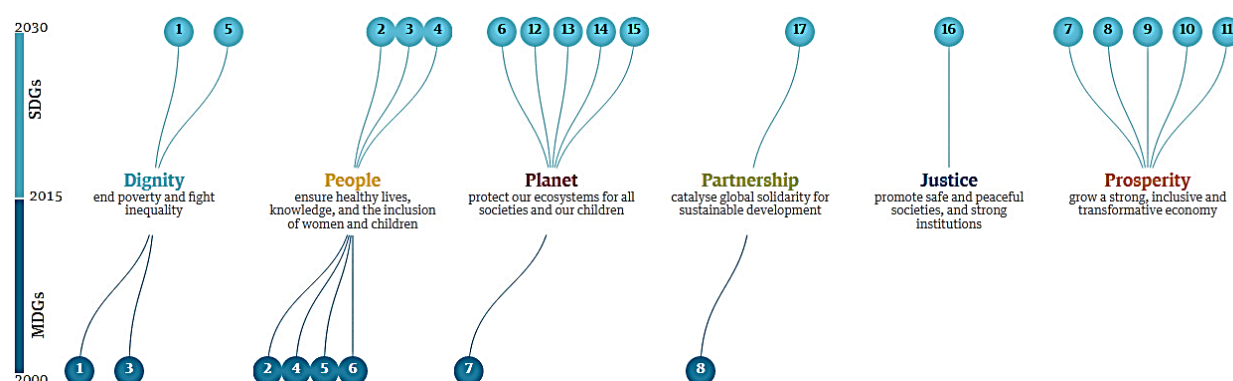 2030
1 5 2 3 4 6 12 13 14 15 17 16 7 8 9 10 11
SDGs
2015
Dignity
end poverty and fight
inequality
People
ensure healthy lives,
knowledge, and the inclusion
of women and children
Planet
protect our ecosystems for all
societies and our children
Partnership
catalyse global solidarity for
sustainable development
Justice
promote safe and peaceful
societies, and strong
institutions
Prosperity
grow a strong, inclusive and
transformative economy
MDGs
1 3 2 4 5 6 7 8
2000